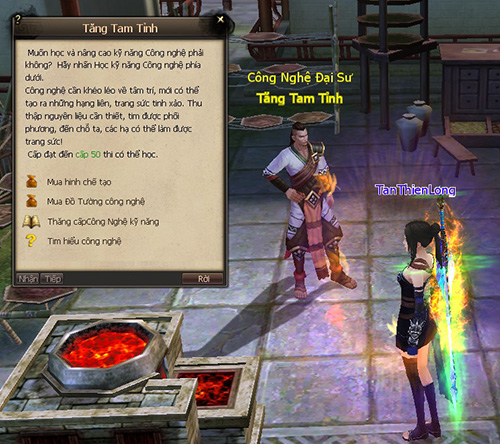 ?
Tăng Tam Tỉnh
Muốn học và nâng cao kỹ năng Công nghệ phải
không? Hãy nhấn Học kỹ năng Công nghệ phía
dưới.
Công nghệ cần khéo léo về tâm trí, mới có thể
tạo ra những hạng liên, trang sức tinh xảo. Thu
thập nguyên liệu cần thiết, tìm được phối
phương, đến chỗ ta, các hạ có thể làm được
trang sức!
Cấp đạt đến cấp 50 thì có thể học.
Mua hình chế tạo
Mua Đồ Tường công nghệ
Thăng cấpCông Nghệ kỹ năng
Tìm hiểu công nghệ
Nhận Tiếp Rời
Công Nghệ Đại Sư
Tăng Tam Tỉnh
TanThienLong